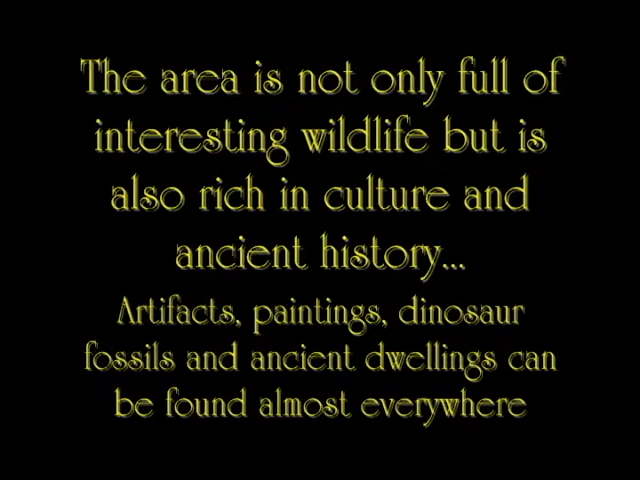 The area is not only full of
interesting wildlife but is
also rich in culture and
ancient history...
Artifacts, paintings, dinosaur
fossils and ancient dwellings can
be found almost everywhere